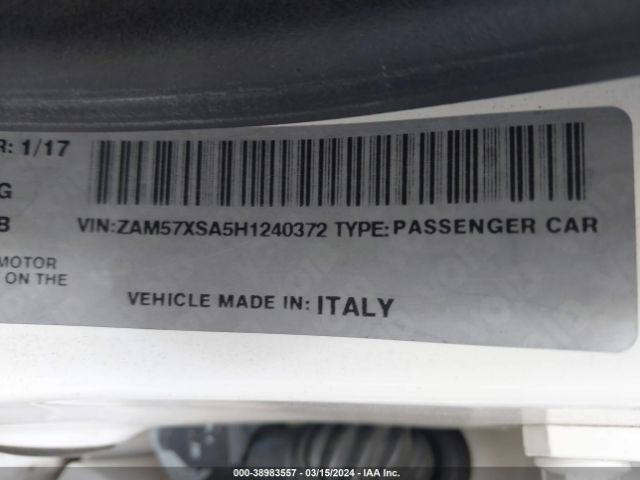 R: 1/17
G
B VIN:ZAM57XSA5H1240372 TYPE:PASSENGER CAR
MOTOR
ON THE
VEHICLE MADE IN: ITALY
000-38983557 - 03/15/2024 - IAA Inc.